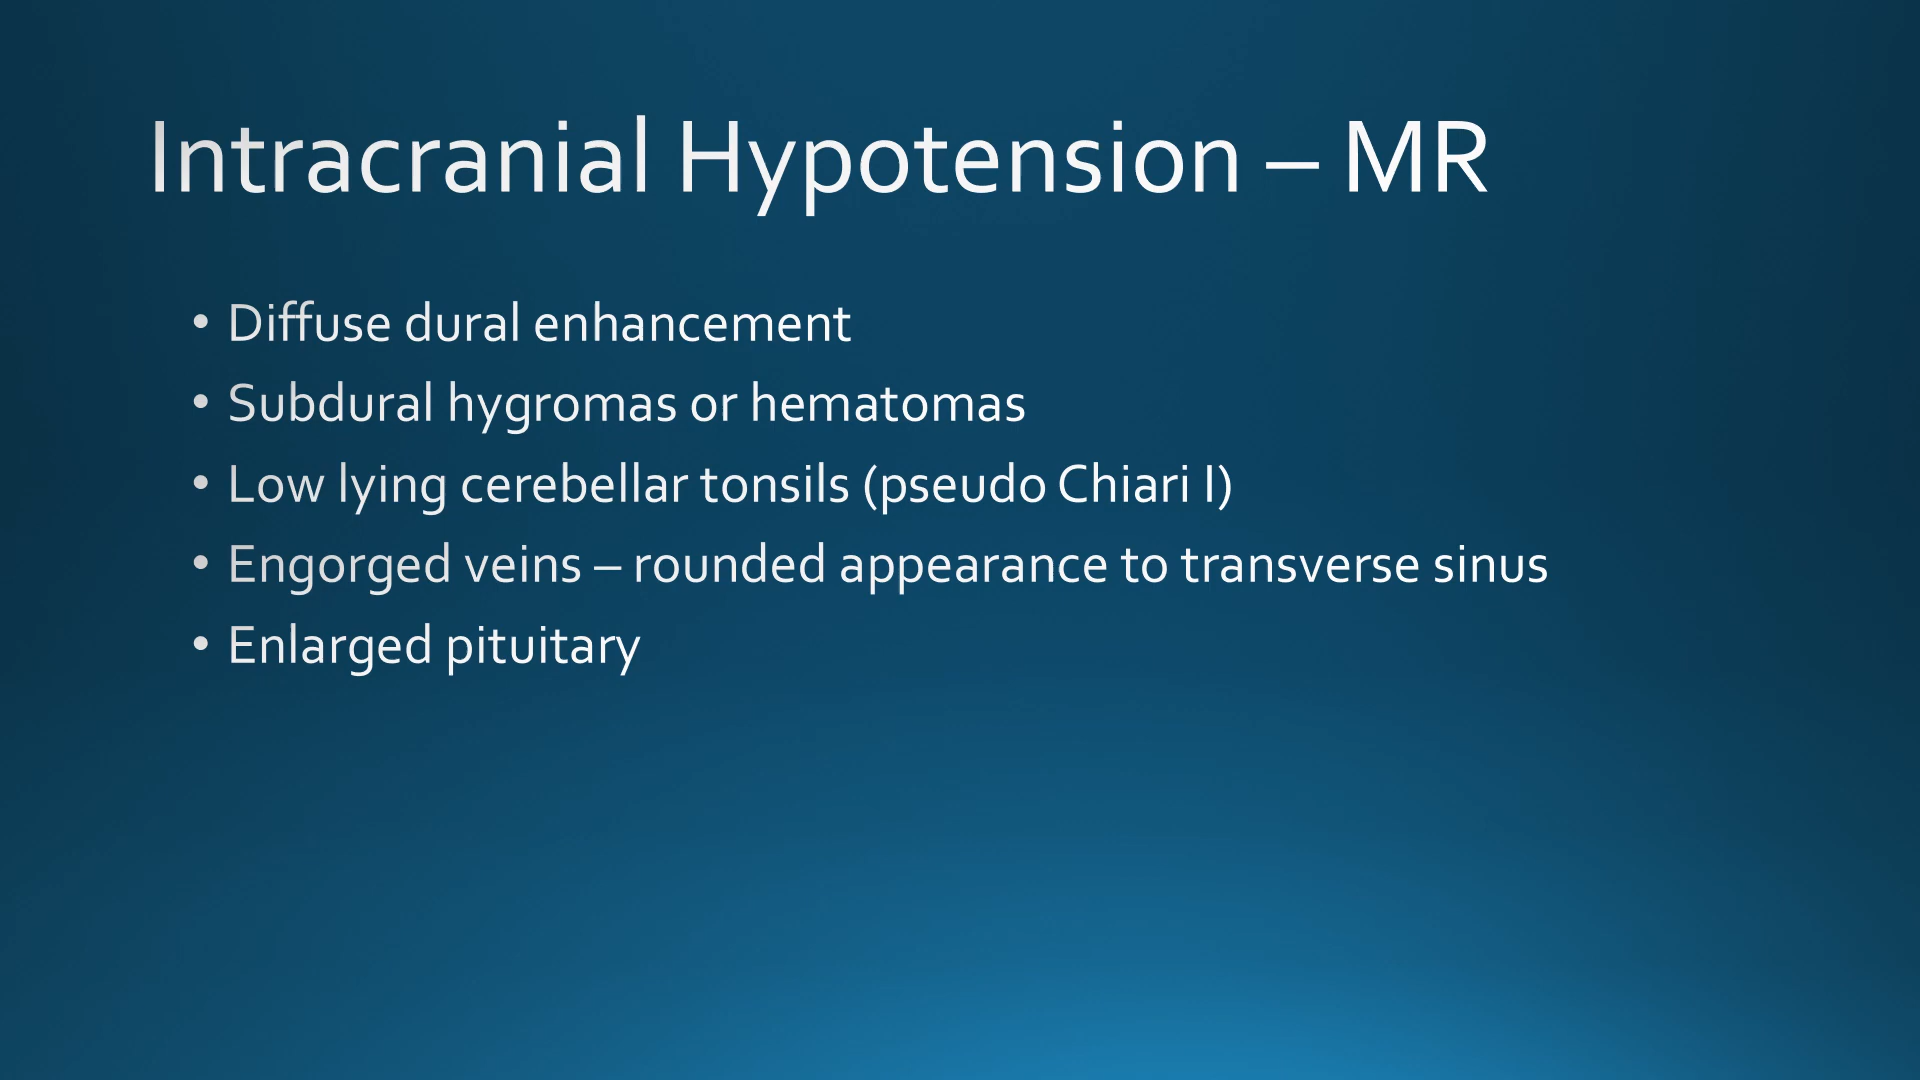 Intracranial Hypotension – MR
• Diffuse dural enhancement
• Subdural hygromas or hematomas
• Low lying cerebellar tonsils (pseudo Chiari I)
• Engorged veins – rounded appearance to transverse sinus
• Enlarged pituitary